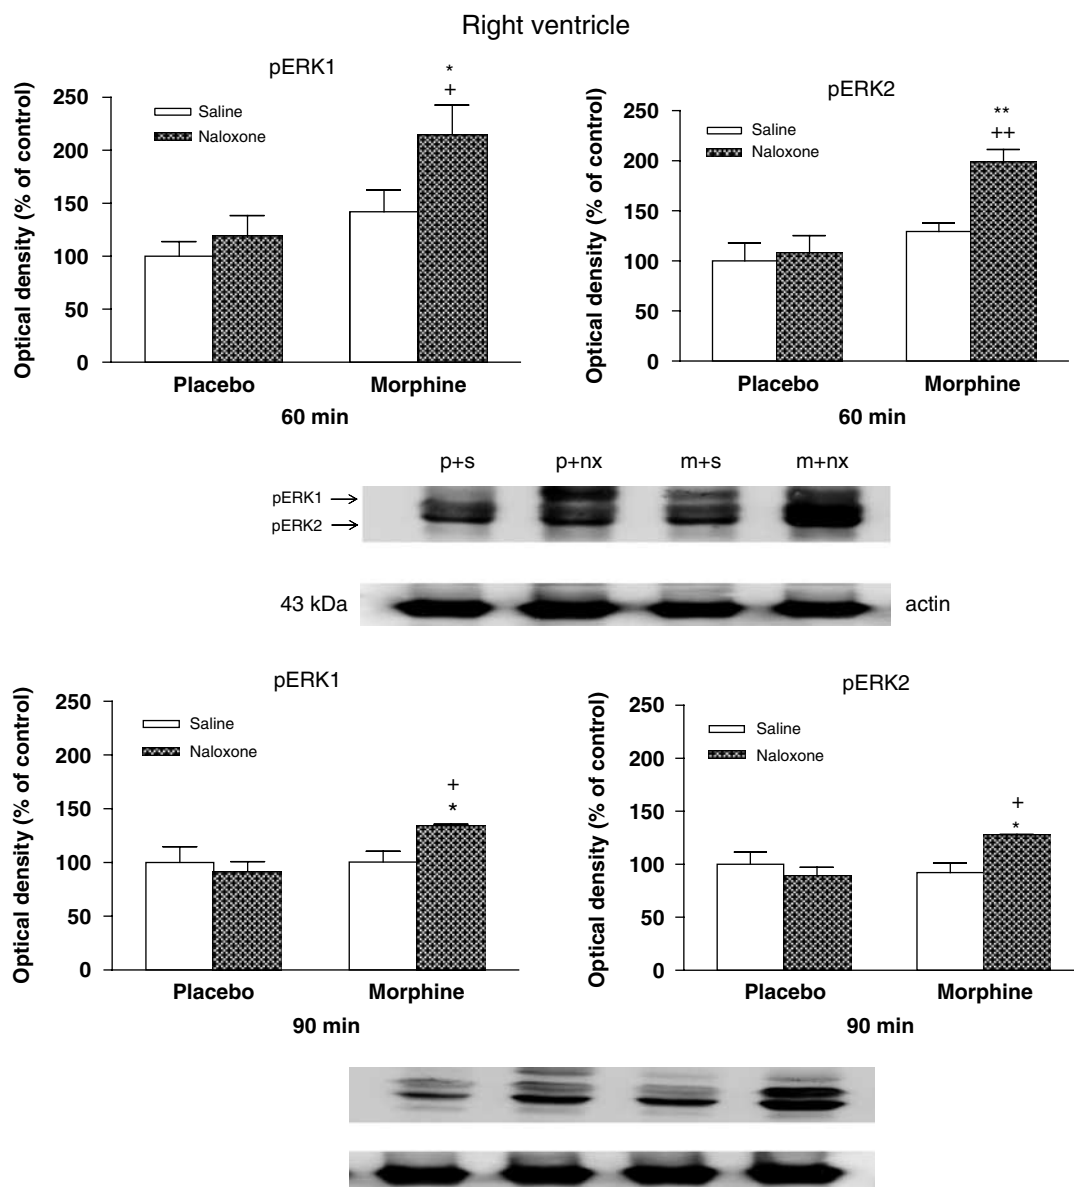 Right ventricle
pERK1
Optical density (% of control)
250
200
150
100
50
0
Saline
Naloxone
*
+
Placebo
Morphine
60 min
pERK2
Optical density (% of control)
250
200
150
100
50
0
Saline
Naloxone
**
++
Placebo
Morphine
60 min
p+s p+nx m+s m+nx
pERK1
pERK2
43 kDa
actin
pERK1
Optical density (% of control)
250
200
150
100
50
0
Saline
Naloxone
+
*
Placebo
Morphine
90 min
pERK2
Optical density (% of control)
250
200
150
100
50
0
Saline
Naloxone
+
*
Placebo
Morphine
90 min